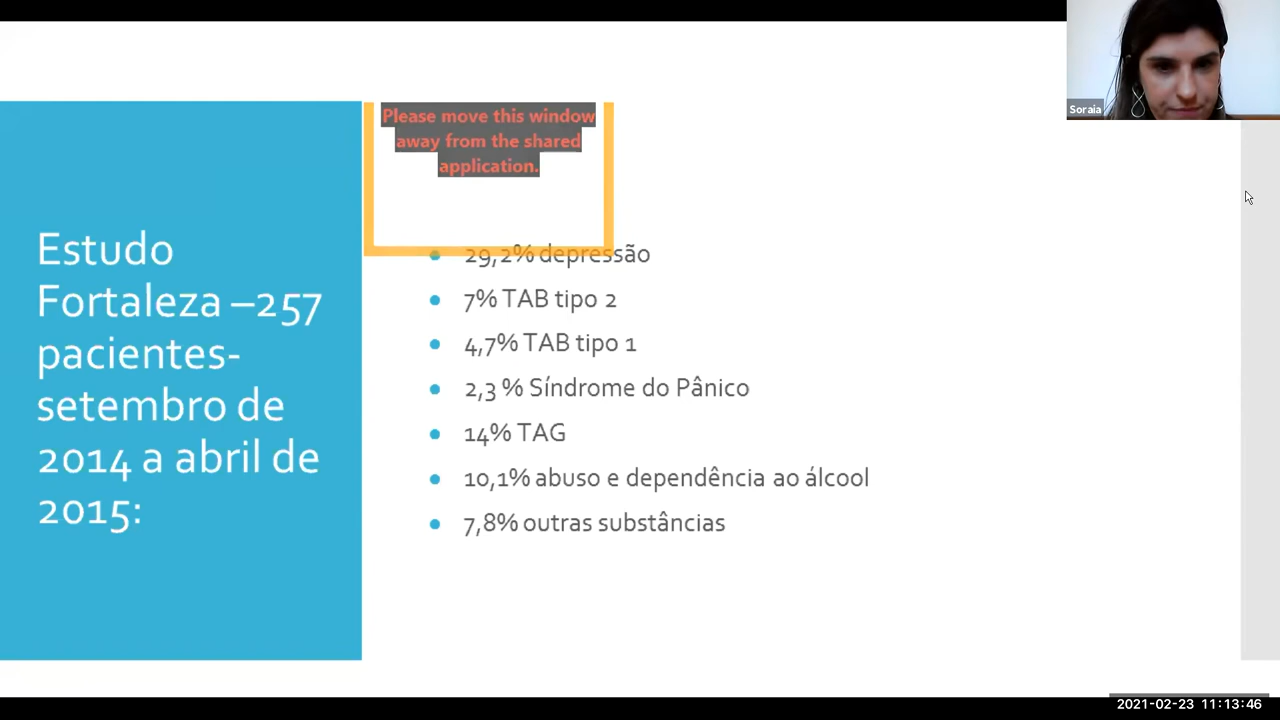 Soraia
Please move this window
away from the shared
application.
Estudo
Fortaleza –257
pacientes-
setembro de
2014 a abril de
2015:
29,2% depressão
7% TAB tipo 2
4,7% TAB tipo 1
2,3 % Síndrome do Pânico
14% TAG
10,1% abuso e dependência ao álcool
7,8% outras substâncias
2021-02-23 11:13:46